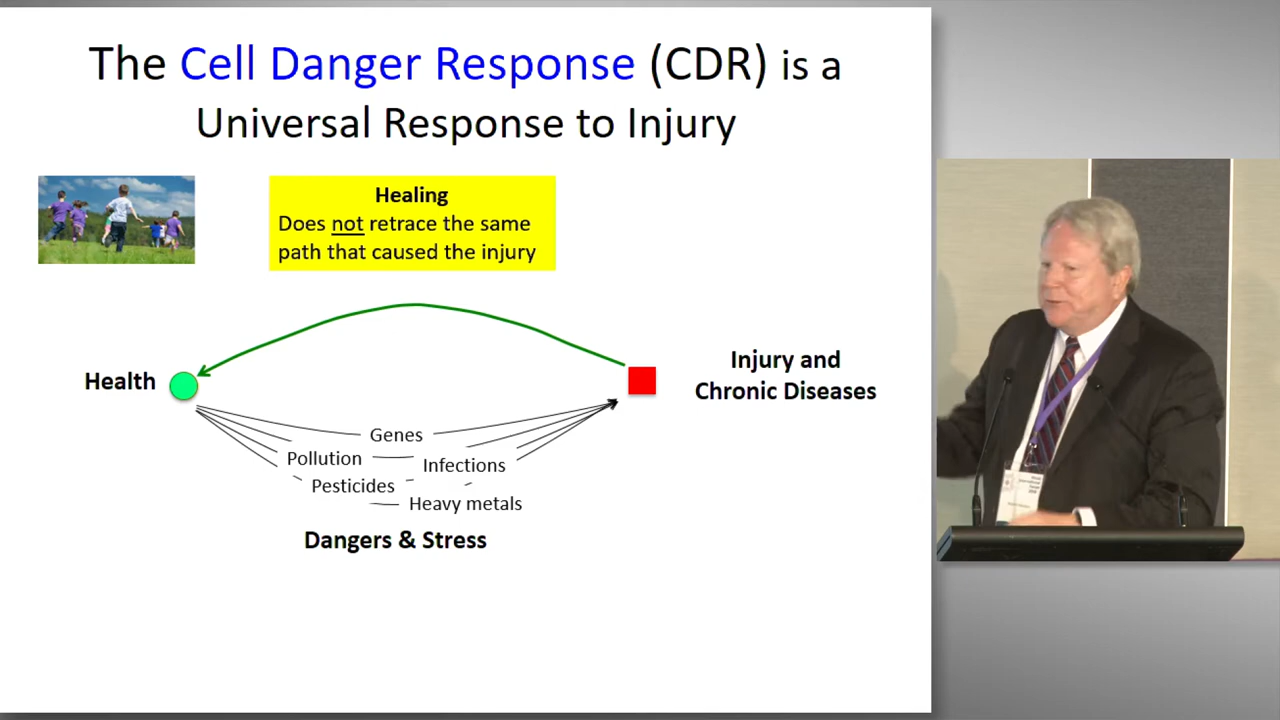 The Cell Danger Response (CDR) is a
Universal Response to Injury
Healing
Does not retrace the same
path that caused the injury
Health
Injury and
Chronic Diseases
Genes
Pollution
Infections
Pesticides
Heavy metals
Dangers & Stress